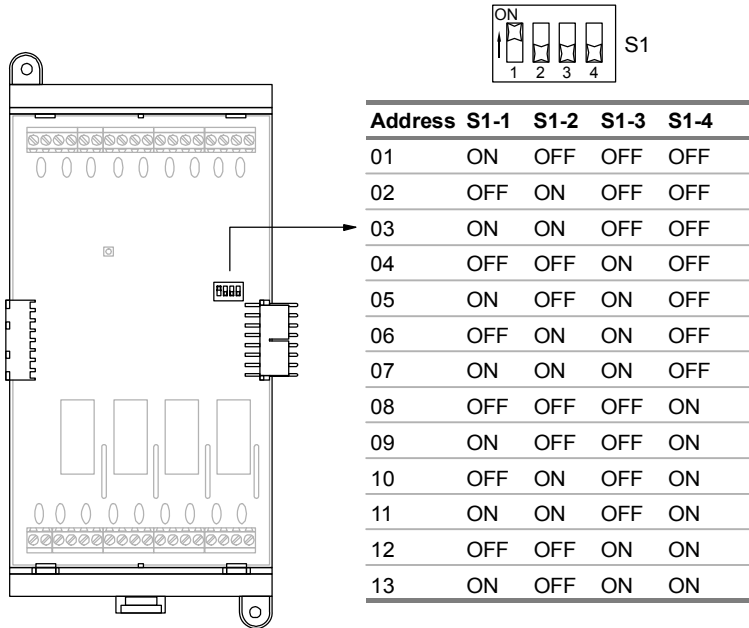 ON
1 2 3 4
S1
Address S1-1 S1-2 S1-3 S1-4
01 ON OFF OFF OFF
02 OFF ON OFF OFF
03 ON ON OFF OFF
04 OFF OFF ON OFF
05 ON OFF ON OFF
06 OFF ON ON OFF
07 ON ON ON OFF
08 OFF OFF OFF ON
09 ON OFF OFF ON
10 OFF ON OFF ON
11 ON ON OFF ON
12 OFF OFF ON ON
13 ON OFF ON ON